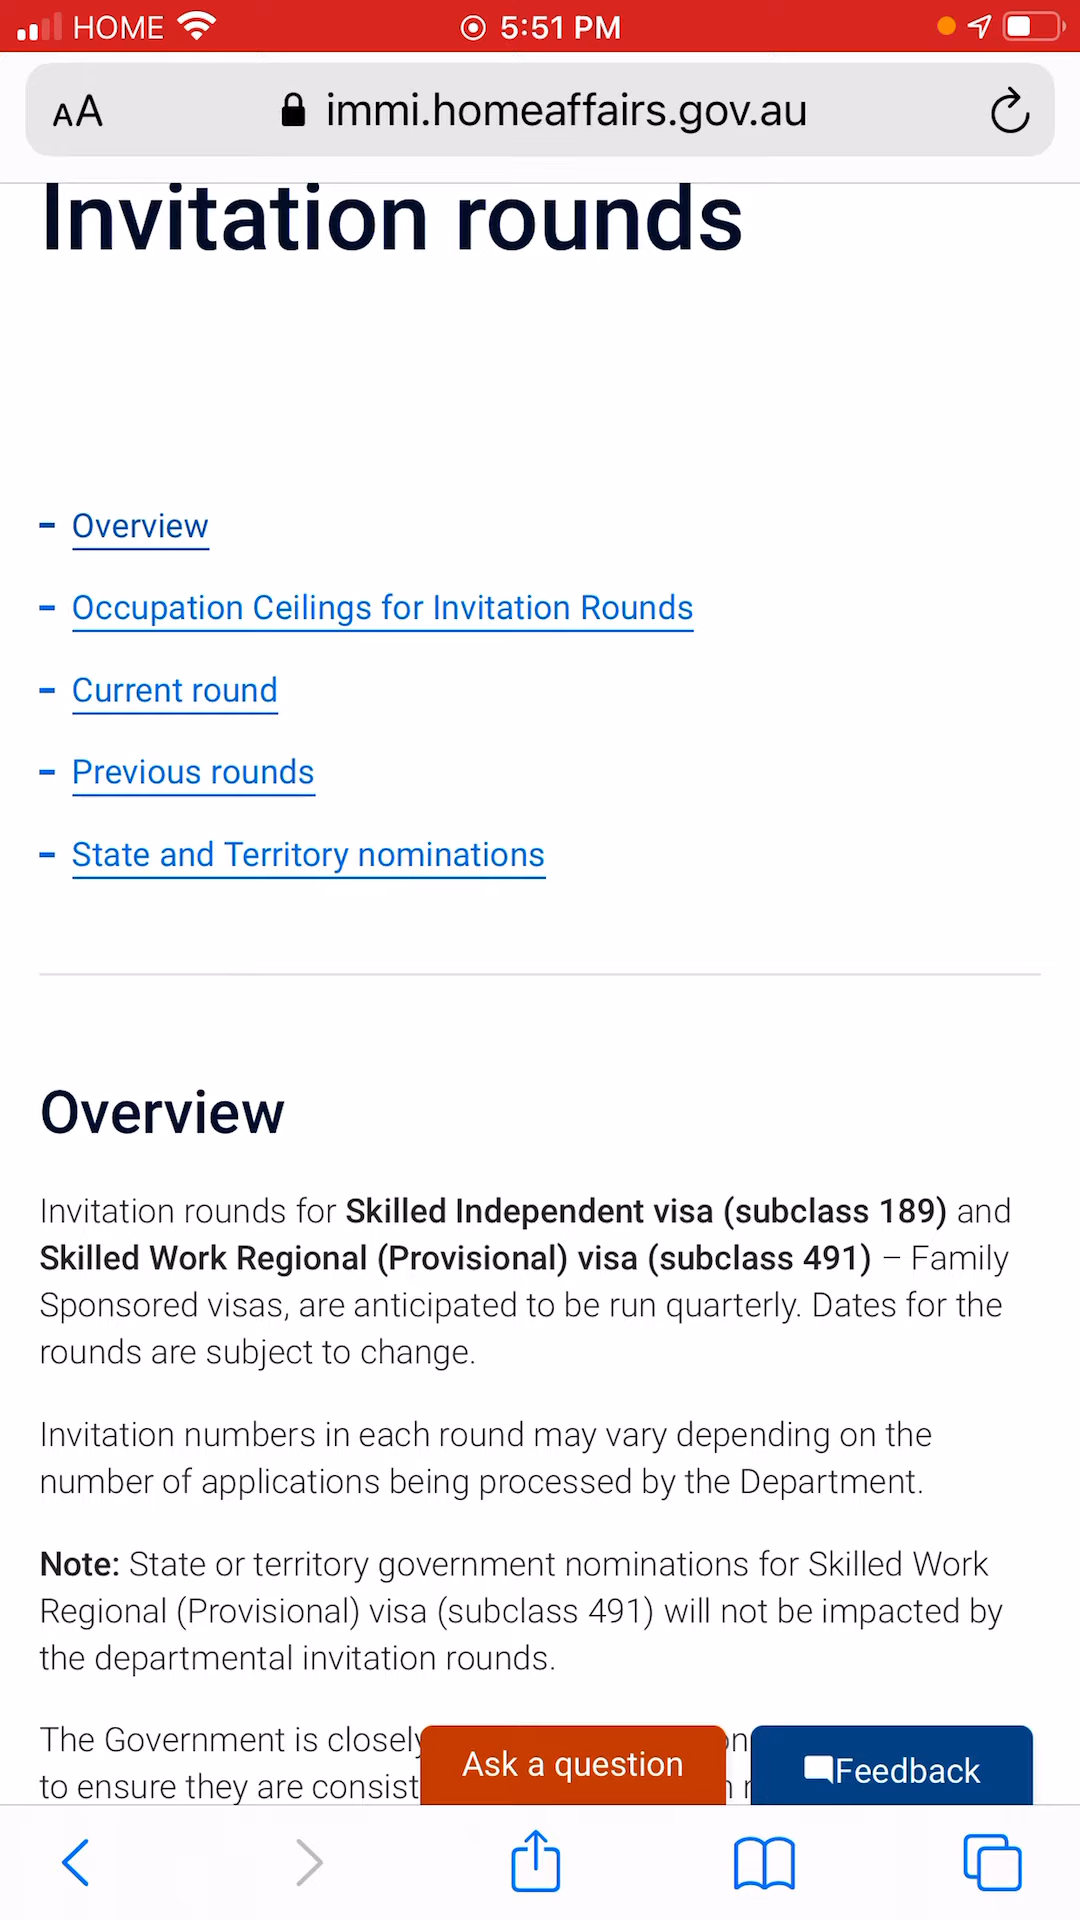 HOME 5:51 PM
AA immi.homeaffairs.gov.au
Invitation rounds
- Overview
- Occupation Ceilings for Invitation Rounds
- Current round
- Previous rounds
- State and Territory nominations
Overview
Invitation rounds for Skilled Independent visa (subclass 189) and
Skilled Work Regional (Provisional) visa (subclass 491) – Family
Sponsored visas, are anticipated to be run quarterly. Dates for the
rounds are subject to change.
Invitation numbers in each round may vary depending on the
number of applications being processed by the Department.
Note: State or territory government nominations for Skilled Work
Regional (Provisional) visa (subclass 491) will not be impacted by
the departmental invitation rounds.
The Government is closely
to ensure they are
Ask a question
Feedback